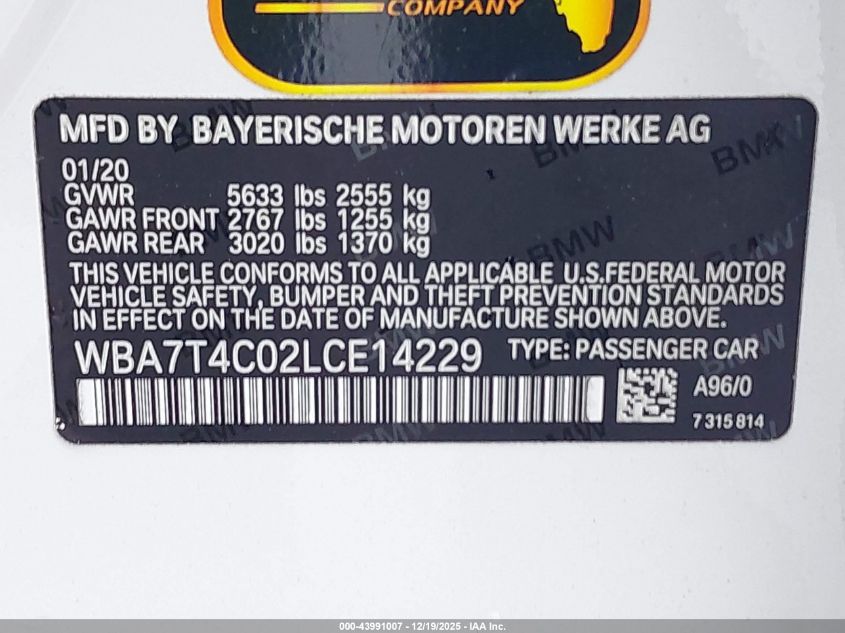 COMPANY
MFD BY BAYERISCHE MOTOREN WERKE AG
01/20
GVWR 5633 lbs 2555 kg
GAWR FRONT 2767 lbs 1255 kg
GAWR REAR 3020 lbs 1370 kg
THIS VEHICLE CONFORMS TO ALL APPLICABLE U.S.FEDERAL MOTOR
VEHICLE SAFETY, BUMPER AND THEFT PREVENTION STANDARDS
IN EFFECT ON THE DATE OF MANUFACTURE SHOWN ABOVE.
WBA7T4C02LCE14229 TYPE: PASSENGER CAR
A96/0
7 315 814
000-43991007 - 12/19/2025 - IAA Inc.